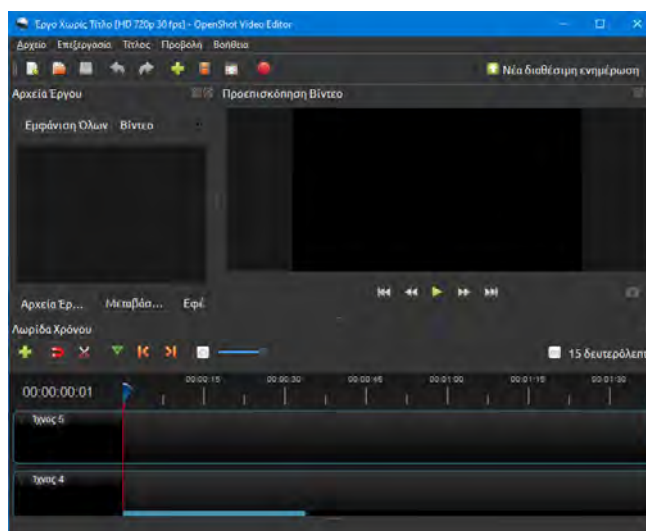 Έργο Χωρίς Τίτλο [HD 720p 30 fps] - OpenShot Video Editor
Αρχείο Επεξεργασία Τίτλος Προβολή Βοήθεια
Νέα διαθέσιμη ενημέρωση
Αρχεία Έργου Προεπισκόπηση Βίντεο
Εμφάνιση Όλων Βίντεο
Αρχεία Έρ... Μεταβάσ... Εφέ
Λωρίδα Χρόνου
15 δευτερόλεπτ
00:00:00:01 00:00:15 00:00:30 00:00:45 00:01:00 00:01:15 00:01:30
Ίχνος 5
Ίχνος 4